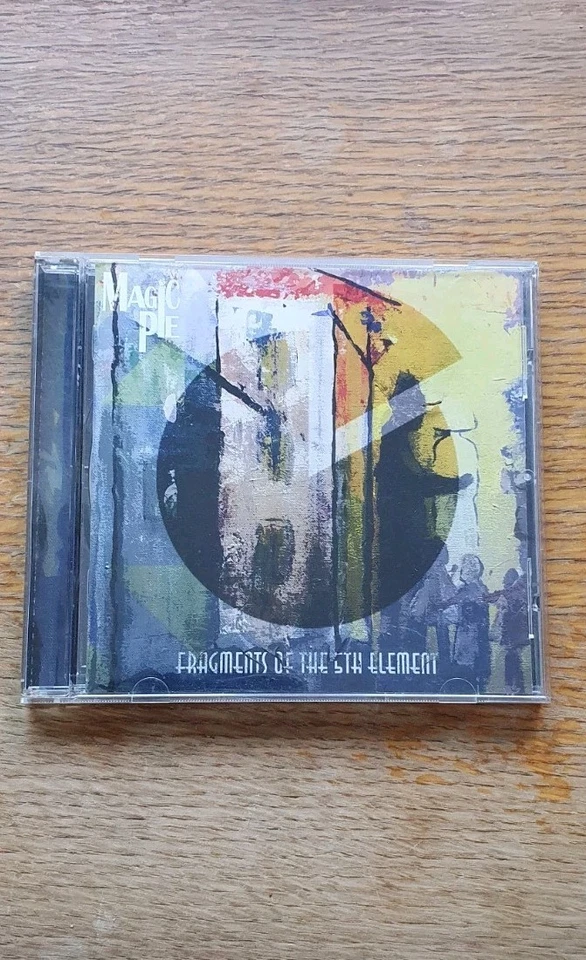 MAGIC
PIE
FRAGMENTS OF THE 5TH ELEMENT